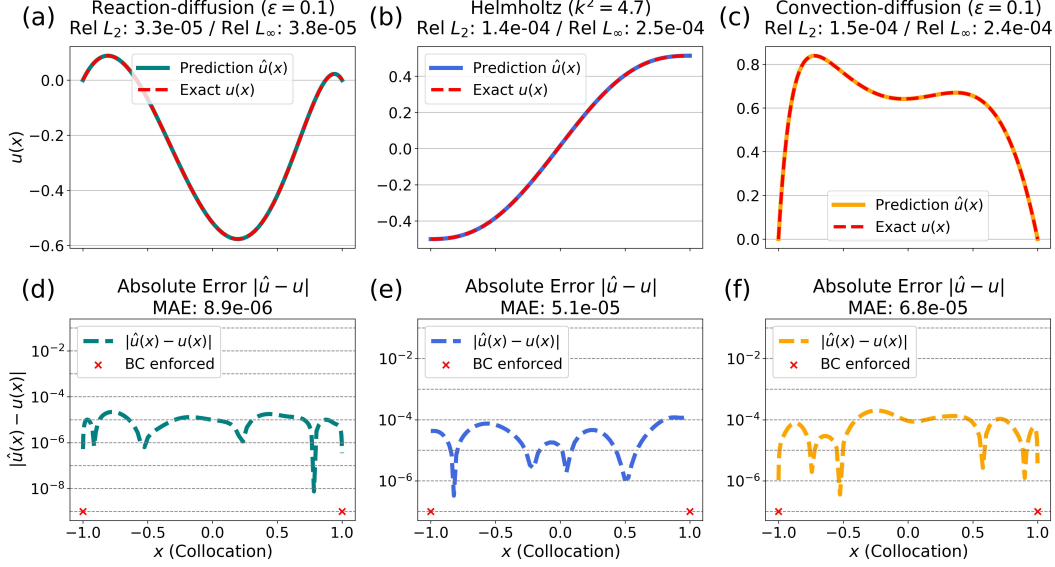 (a)
Reaction-diffusion (ε = 0.1)
Rel L₂: 3.3e-05 / Rel L∞: 3.8e-05
0.0
−0.2
−0.4
−0.6
u(x)
Prediction û(x)
Exact u(x)
(b)
Helmholtz (k² = 4.7)
Rel L₂: 1.4e-04 / Rel L∞: 2.5e-04
0.4
0.2
0.0
−0.2
−0.4
Prediction û(x)
Exact u(x)
(c)
Convection-diffusion (ε = 0.1)
Rel L₂: 1.5e-04 / Rel L∞: 2.4e-04
0.8
0.6
0.4
0.2
0.0
Prediction û(x)
Exact u(x)
(d)
Absolute Error |û − u|
MAE: 8.9e-06
|û(x) − u(x)|
BC enforced
10⁻²
10⁻⁴
10⁻⁶
10⁻⁸
|û(x) − u(x)|
−1.0 −0.5 0.0 0.5 1.0
x (Collocation)
(e)
Absolute Error |û − u|
MAE: 5.1e-05
|û(x) − u(x)|
BC enforced
10⁻²
10⁻⁴
10⁻⁶
−1.0 −0.5 0.0 0.5 1.0
x (Collocation)
(f)
Absolute Error |û − u|
MAE: 6.8e-05
|û(x) − u(x)|
BC enforced
10⁻²
10⁻⁴
10⁻⁶
−1.0 −0.5 0.0 0.5 1.0
x (Collocation)